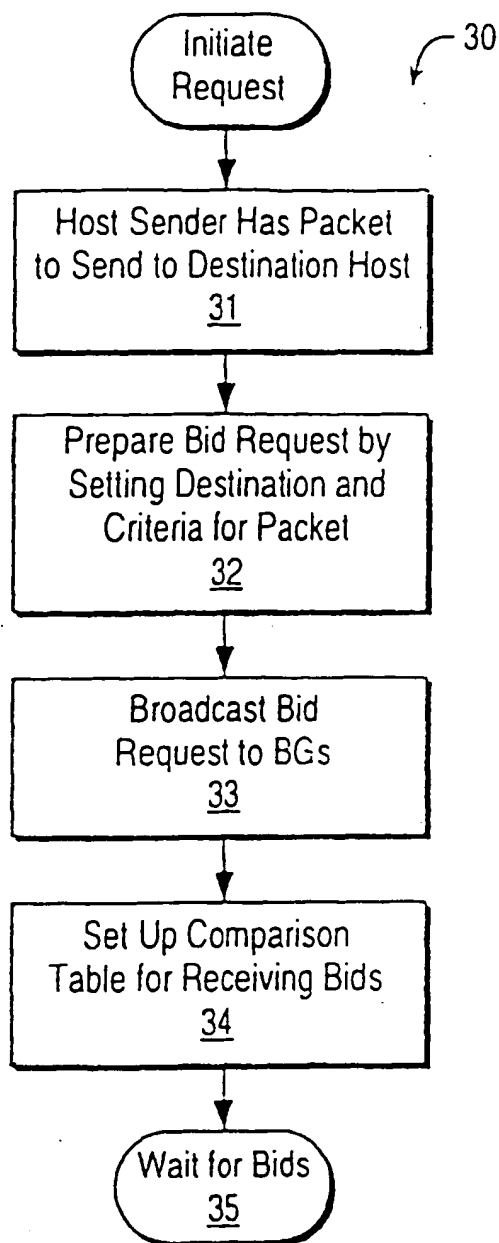 Initiate
Request
30
Host Sender Has Packet
to Send to Destination Host
31
Prepare Bid Request by
Setting Destination and
Criteria for Packet
32
Broadcast Bid
Request to BGs
33
Set Up Comparison
Table for Receiving Bids
34
Wait for Bids
35